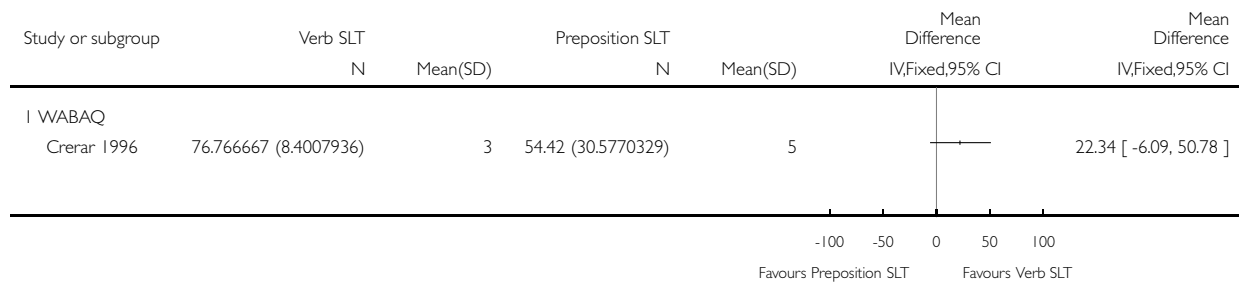 Study or subgroup Verb SLT Preposition SLT Mean Difference Mean Difference
N Mean(SD) N Mean(SD) IV,Fixed,95% CI IV,Fixed,95% CI
1 WABAQ
Crerar 1996 76.766667 (8.4007936) 3 54.42 (30.5770329) 5 22.34 [ -6.09, 50.78 ]
-100 -50 0 50 100
Favours Preposition SLT Favours Verb SLT